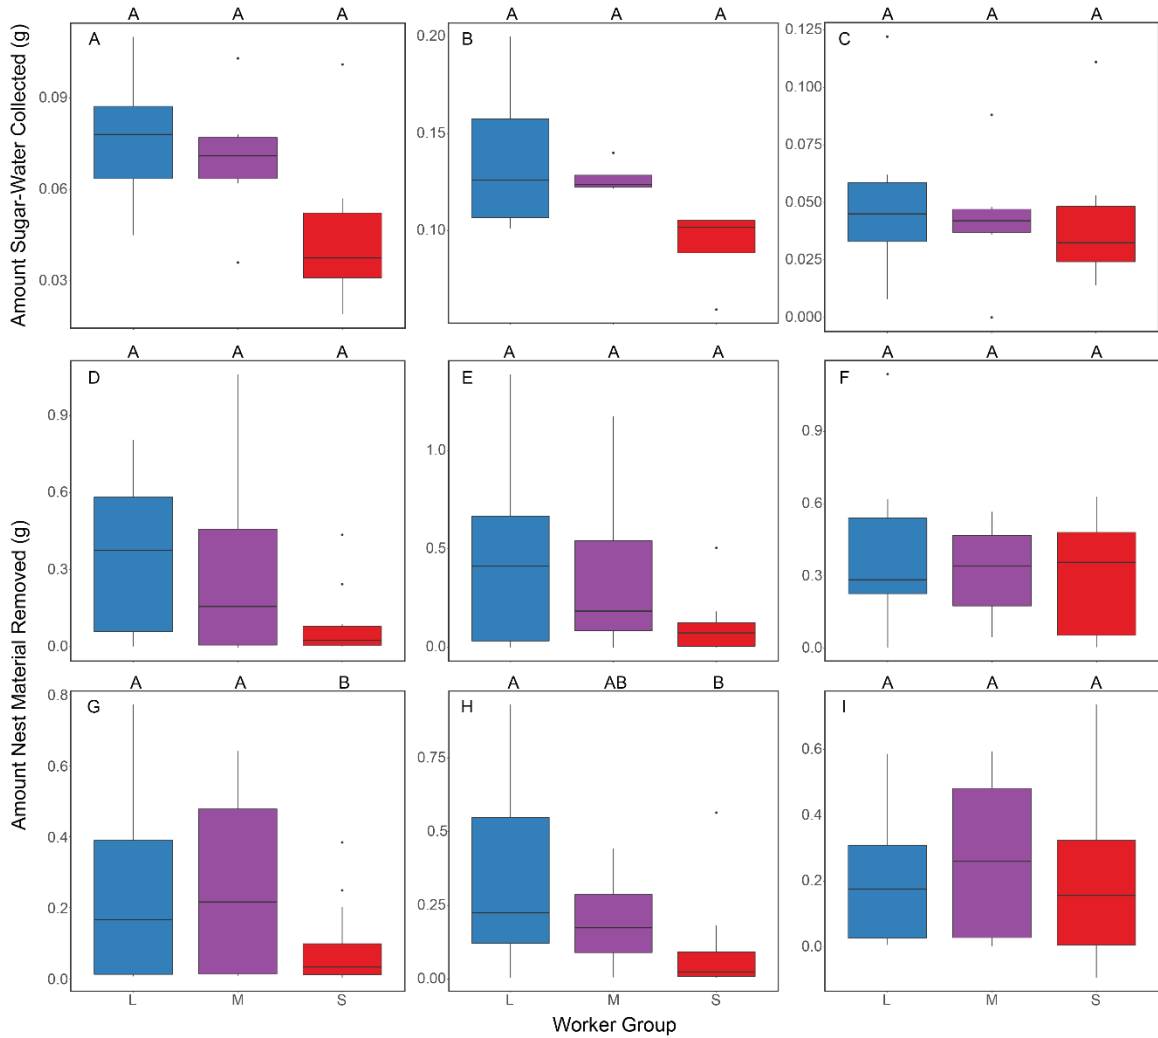 A A A A A A A A A
Amount Sugar-Water Collected (g)
A
0.09
0.06
0.03
B
0.20
0.15
0.10
C
0.125
0.100
0.075
0.050
0.025
0.000
A A A A A A A A A
Amount Nest Material Removed (g)
D
0.9
0.6
0.3
0.0
E
1.0
0.5
0.0
F
0.9
0.6
0.3
0.0
A A B A AB B A A A
G
0.8
0.6
0.4
0.2
0.0
H
0.75
0.5
0.25
0.00
I
0.6
0.4
0.2
0.0
L M S L M S L M S
Worker Group